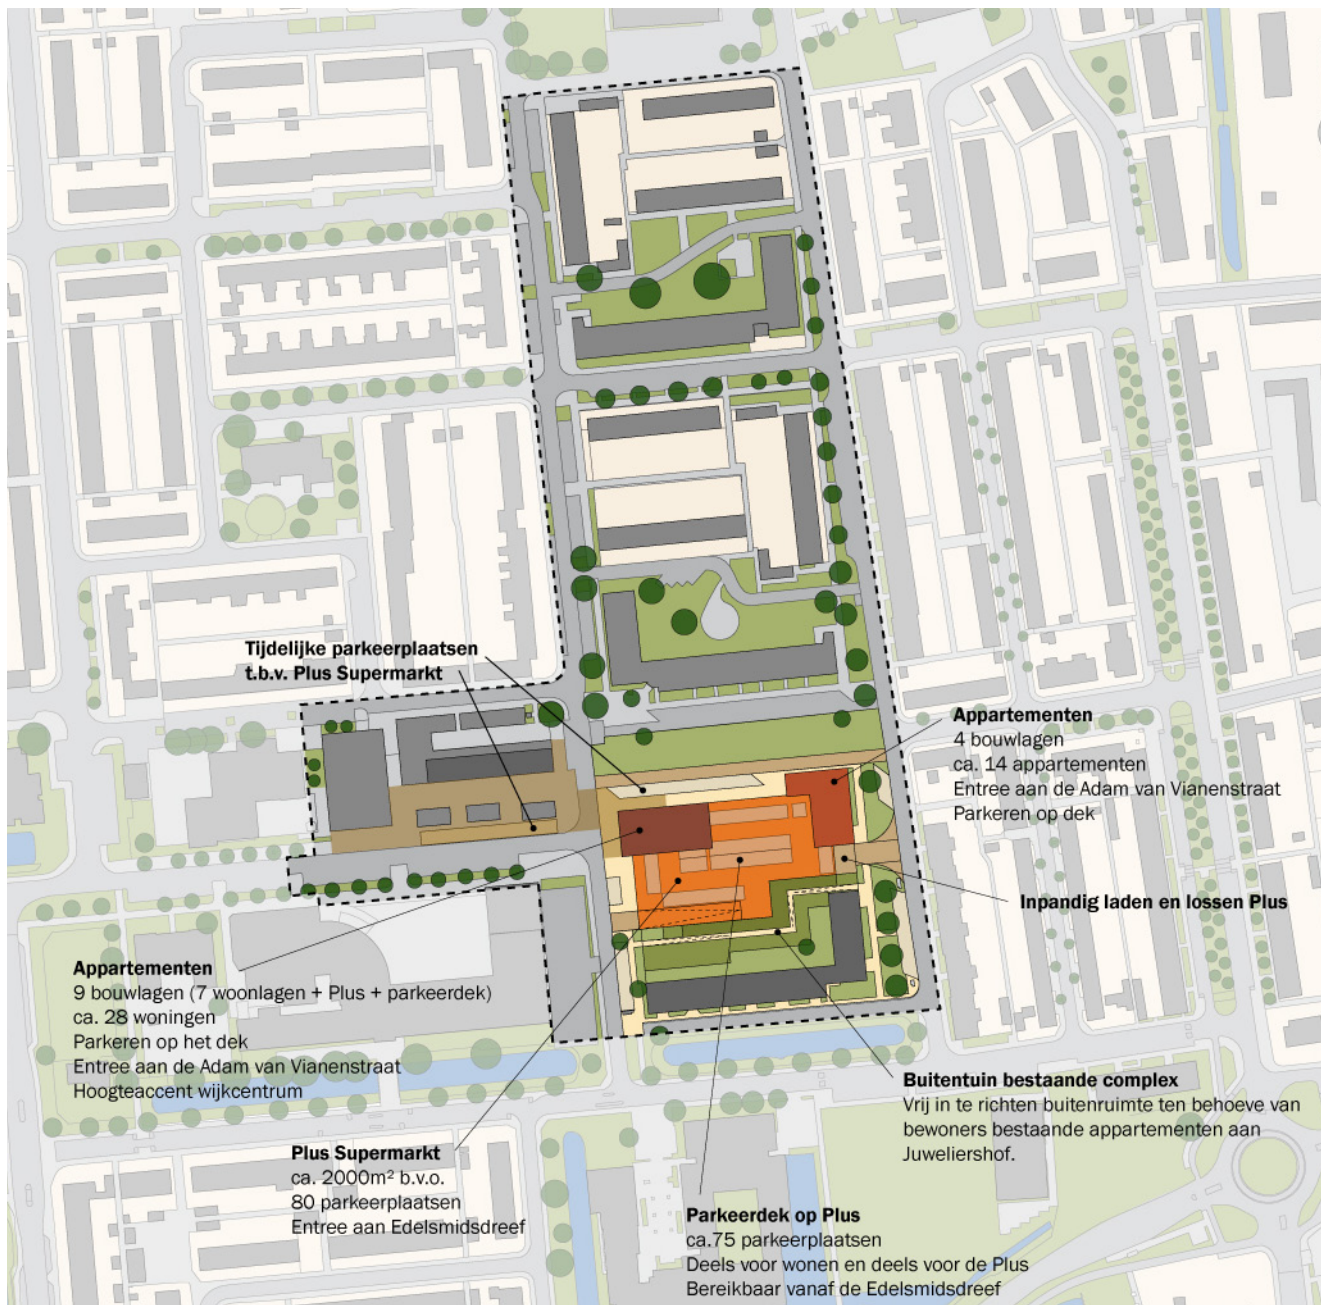 Tijdelijke parkeerplaatsen
t.b.v. Plus Supermarkt
Appartementen
4 bouwlagen
ca. 14 appartementen
Entree aan de Adam van Vianenstraat
Parkeren op dek
Inpandig laden en lossen Plus
Appartementen
9 bouwlagen (7 woonlagen + Plus + parkeerdek)
ca. 28 woningen
Parkeren op het dek
Entree aan de Adam van Vianenstraat
Hoogteaccent wijkcentrum
Buitentuin bestaande complex
Vrij in te richten buitenruimte ten behoeve van
bewoners bestaande appartementen aan
Juweliershof.
Plus Supermarkt
ca. 2000m² b.v.o.
80 parkeerplaatsen
Entree aan Edelsmidsdreef
Parkeerdek op Plus
ca.75 parkeerplaatsen
Deels voor wonen en deels voor de Plus
Bereikbaar vanaf de Edelsmidsdreef